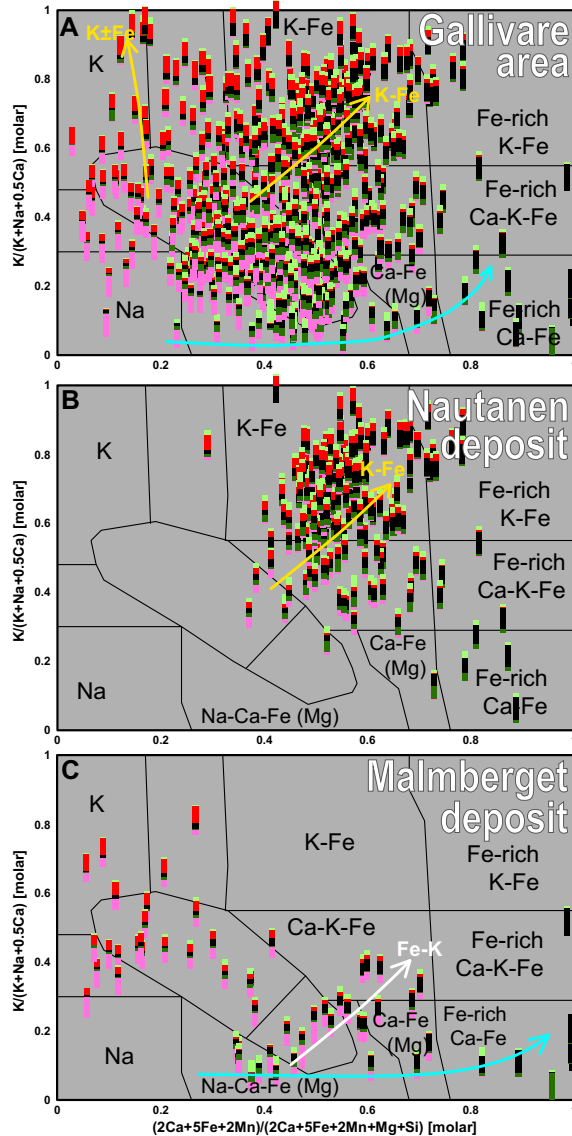 A
Gallivare
area
K±Fe
K
K-Fe
K-Fe
Fe-rich
K-Fe
Fe-rich
Ca-K-Fe
Ca-Fe
(Mg)
Na
Fe-rich
Ca-Fe
1
0.8
0.6
0.4
0.2
0
0
0.2
0.4
0.6
0.8
K/(K+Na+0.5Ca) [molar]
B
Nautanen
deposit
K
K-Fe
K-Fe
Fe-rich
K-Fe
Fe-rich
Ca-K-Fe
Ca-Fe
(Mg)
Na
Na-Ca-Fe (Mg)
Fe-rich
Ca-Fe
1
0.8
0.6
0.4
0.2
0
0
0.2
0.4
0.6
0.8
K/(K+Na+0.5Ca) [molar]
C
Malmberget
deposit
K
K-Fe
Fe-rich
K-Fe
Ca-K-Fe
Fe-K
Fe-rich
Ca-K-Fe
Ca-Fe
(Mg)
Fe-rich
Ca-Fe
Na
Na-Ca-Fe (Mg)
1
0.8
0.6
0.4
0.2
0
0
0.2
0.4
0.6
0.8
K/(K+Na+0.5Ca) [molar]
(2Ca+5Fe+2Mn)/(2Ca+5Fe+2Mn+Mg+Si) [molar]